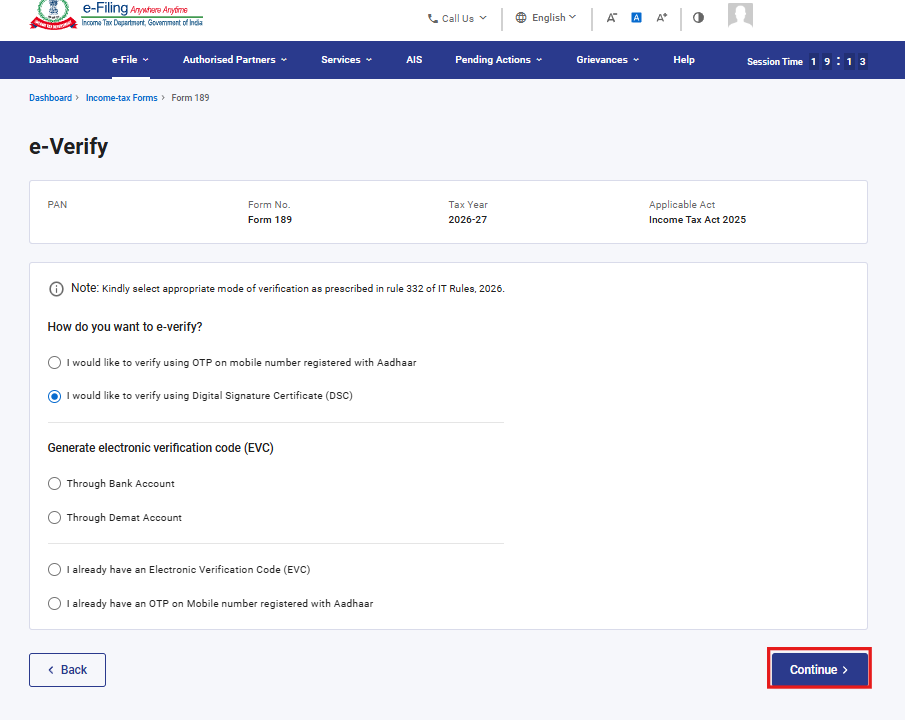 e-Filing Anywhere Anytime
Income Tax Department, Government of India
Call Us
English
A- A A+
Dashboard e-File Authorised Partners Services AIS Pending Actions Grievances Help Session Time 1 9 : 1 3
Dashboard > Income-tax Forms > Form 189
e-Verify
PAN Form No. Tax Year Applicable Act
Form 189 2026-27 Income Tax Act 2025
Note: Kindly select appropriate mode of verification as prescribed in rule 332 of IT Rules, 2026.
How do you want to e-verify?
I would like to verify using OTP on mobile number registered with Aadhaar
I would like to verify using Digital Signature Certificate (DSC)
Generate electronic verification code (EVC)
Through Bank Account
Through Demat Account
I already have an Electronic Verification Code (EVC)
I already have an OTP on Mobile number registered with Aadhaar
< Back
Continue >